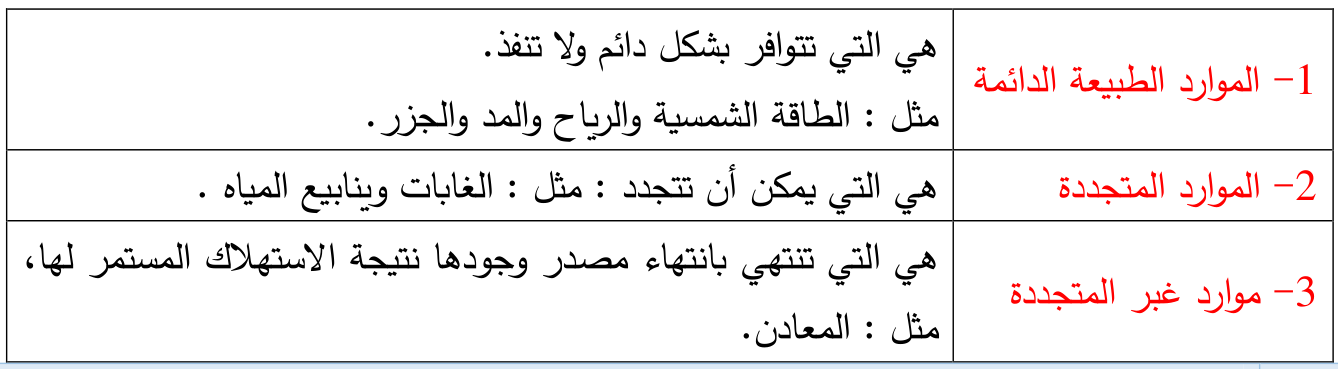 1- الموارد الطبيعة الدائمة
هي التي تتوافر بشكل دائم ولا تنفذ.
مثل : الطاقة الشمسية والرياح والمد والجزر.
2- الموارد المتجددة
هي التي يمكن أن تتجدد : مثل : الغابات وينابيع المياه .
3- موارد غبر المتجددة
هي التي تنتهي بانتهاء مصدر وجودها نتيجة الاستهلاك المستمر لها،
مثل : المعادن.